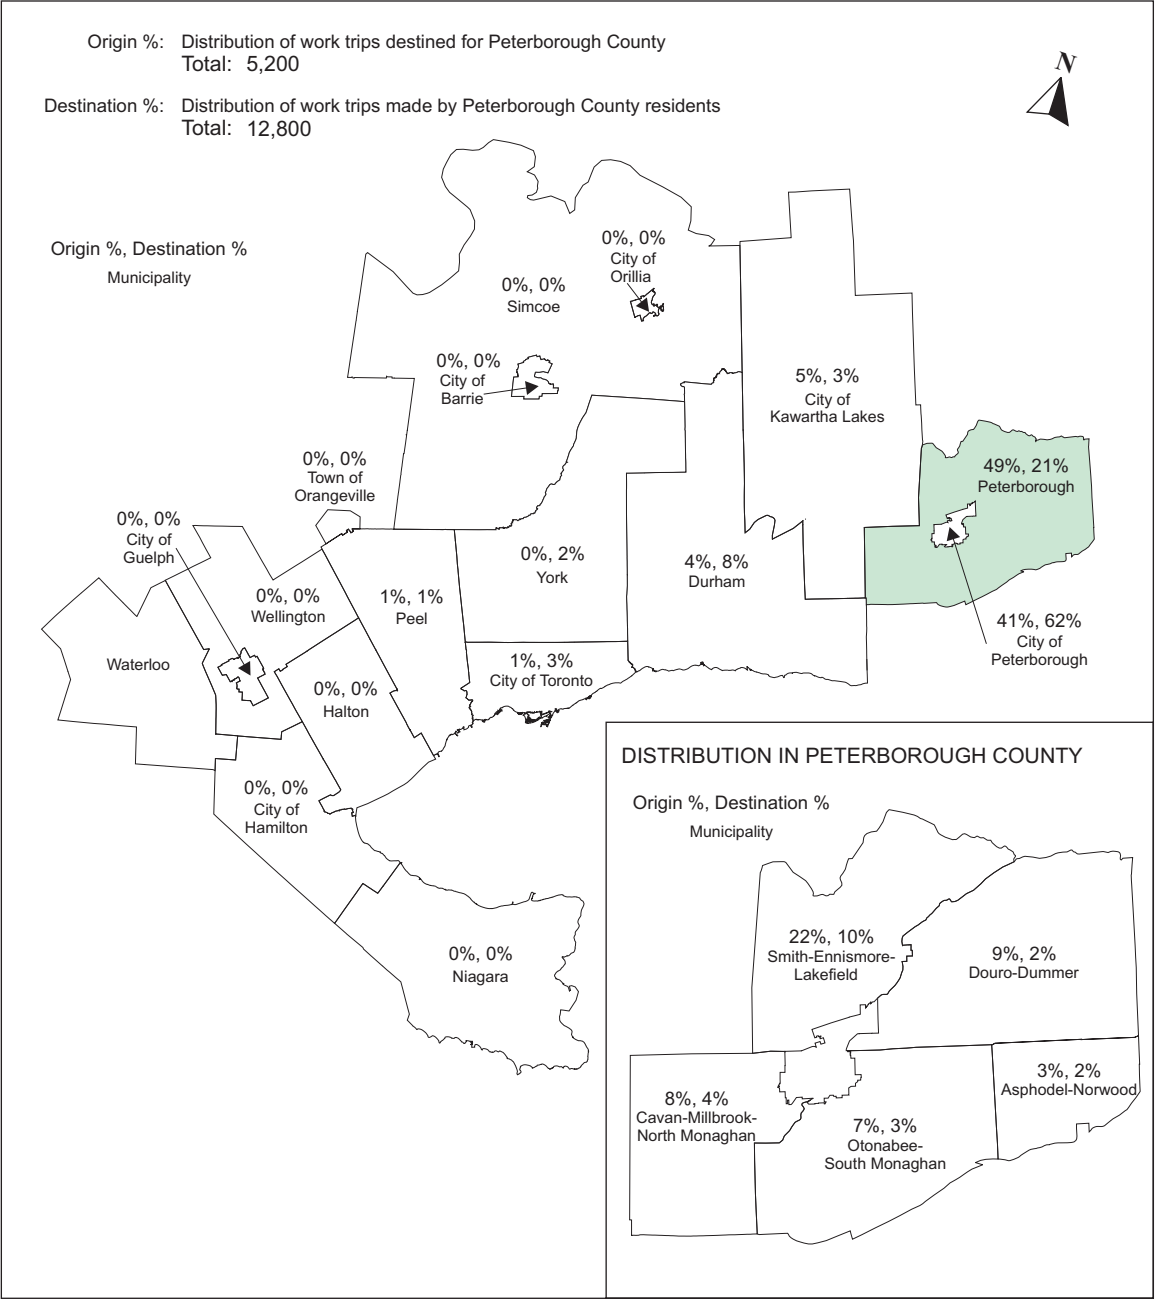 Origin %: Distribution of work trips destined for Peterborough County
Total: 5,200
Destination %: Distribution of work trips made by Peterborough County residents
Total: 12,800
N
Origin %, Destination %
Municipality
0%, 0%
City of
Orillia
0%, 0%
Simcoe
0%, 0%
City of
Barrie
5%, 3%
City of
Kawartha Lakes
49%, 21%
Peterborough
0%, 0%
Town of
Orangeville
0%, 0%
City of
Guelph
0%, 2%
York
4%, 8%
Durham
0%, 0%
Wellington
1%, 1%
Peel
41%, 62%
City of
Peterborough
Waterloo
1%, 3%
City of Toronto
0%, 0%
Halton
0%, 0%
City of
Hamilton
0%, 0%
Niagara
DISTRIBUTION IN PETERBOROUGH COUNTY
Origin %, Destination %
Municipality
22%, 10%
Smith-Ennismore-
Lakefield
9%, 2%
Douro-Dummer
3%, 2%
Asphodel-Norwood
8%, 4%
Cavan-Millbrook-
North Monaghan
7%, 3%
Otonabee-
South Monaghan